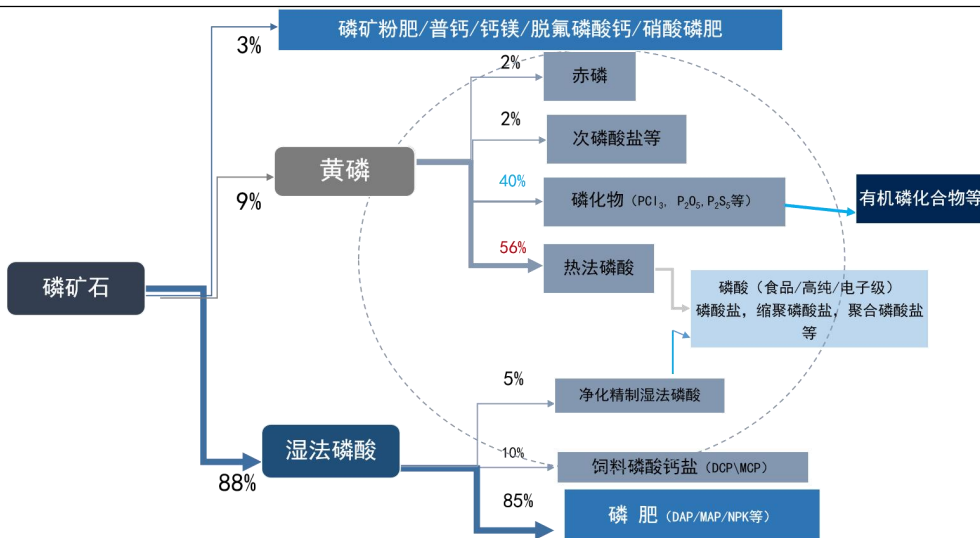 磷矿粉肥/普钙/钙镁/脱氟磷酸钙/硝酸磷肥
3%
2%
赤磷
2%
次磷酸盐等
黄磷
9%
40%
磷化物（PCl₃, P₂O₅, P₂S₅等）
有机磷化合物等
56%
热法磷酸
磷矿石
磷酸（食品/高纯/电子级）
磷酸盐，缩聚磷酸盐，聚合磷酸盐
等
5%
净化精制湿法磷酸
湿法磷酸
88%
10%
饲料磷酸钙盐（DCP\MCP）
85%
磷 肥（DAP/MAP/NPK等）